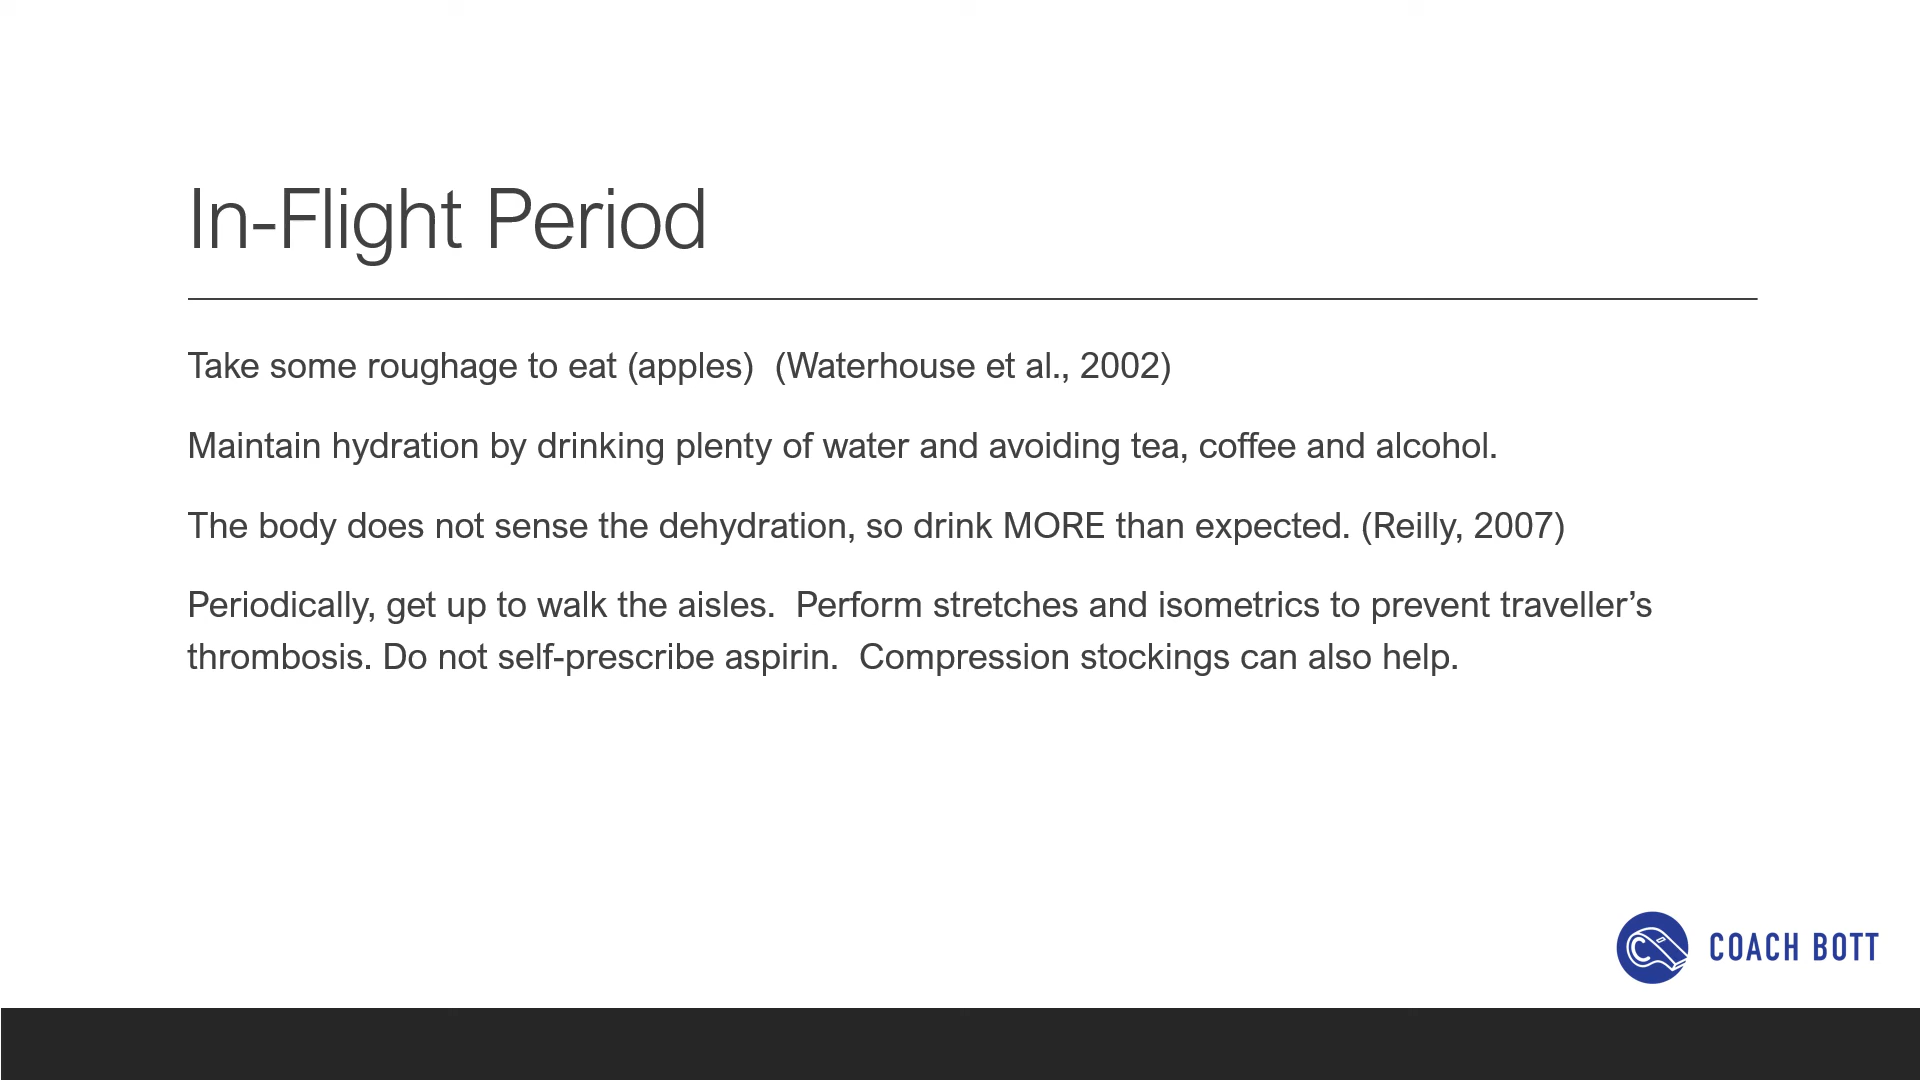 In-Flight Period
Take some roughage to eat (apples)  (Waterhouse et al., 2002)
Maintain hydration by drinking plenty of water and avoiding tea, coffee and alcohol.
The body does not sense the dehydration, so drink MORE than expected. (Reilly, 2007)
Periodically, get up to walk the aisles.  Perform stretches and isometrics to prevent traveller’s
thrombosis. Do not self-prescribe aspirin.  Compression stockings can also help.
COACH BOTT